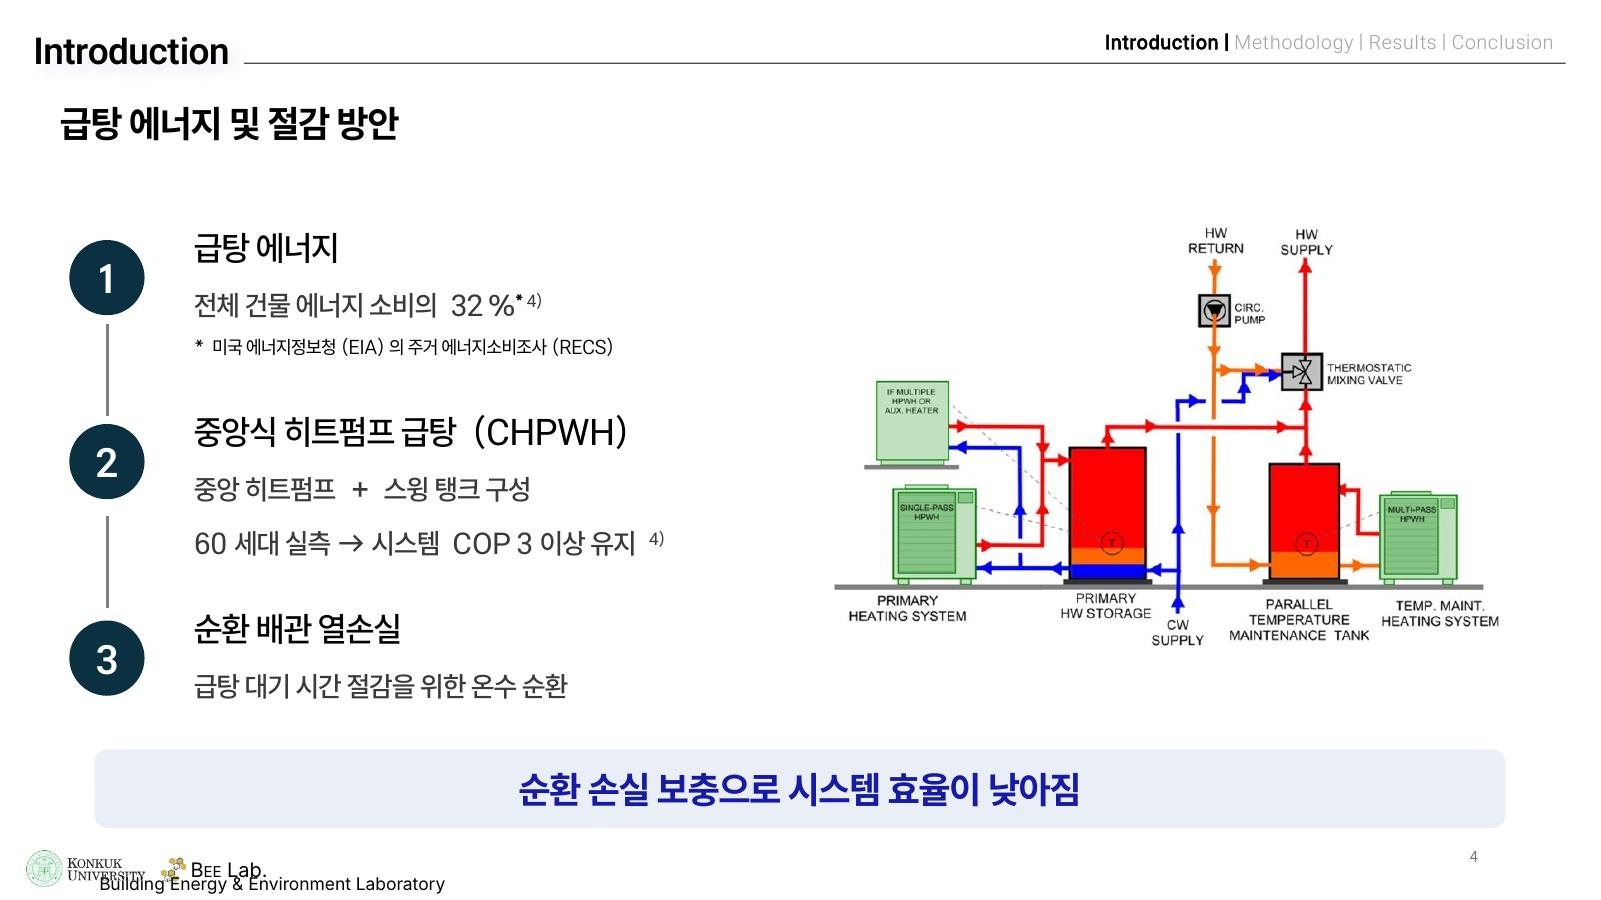 Introduction
Introduction | Methodology | Results | Conclusion
급탕 에너지 및 절감 방안
1
급탕 에너지
전체 건물 에너지 소비의 32 %* 4)
* 미국 에너지정보청 (EIA) 의 주거 에너지소비조사 (RECS)
2
중앙식 히트펌프 급탕 (CHPWH)
중앙 히트펌프 + 스윙 탱크 구성
60 세대 실측 → 시스템 COP 3 이상 유지 4)
3
순환 배관 열손실
급탕 대기 시간 절감을 위한 온수 순환
HW
RETURN
HW
SUPPLY
CIRC.
PUMP
THERMOSTATIC
MIXING VALVE
IF MULTIPLE
HPWH OR
AUX. HEATER
SINGLE-PASS
HPWH
T
T
MULTI-PASS
HPWH
PRIMARY
HEATING SYSTEM
PRIMARY
HW STORAGE
CW
SUPPLY
PARALLEL
TEMPERATURE
MAINTENANCE TANK
TEMP. MAINT.
HEATING SYSTEM
순환 손실 보충으로 시스템 효율이 낮아짐
KONKUK
UNIVERSITY
BEE Lab.
Building Energy & Environment Laboratory
4